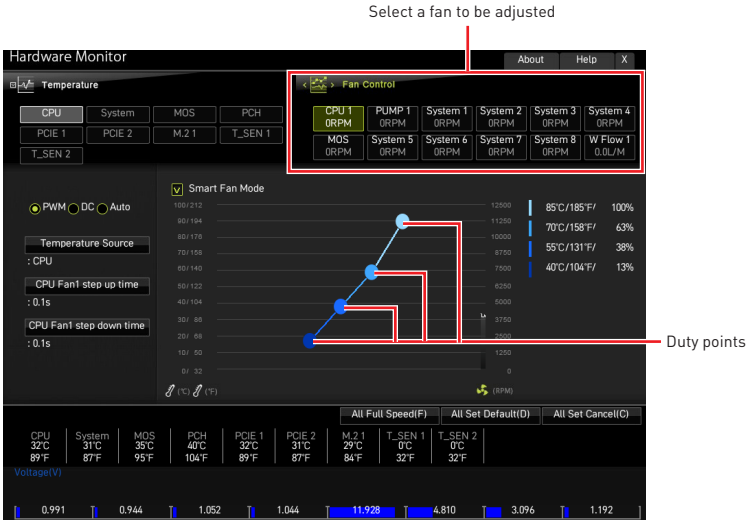 Select a fan to be adjusted
Hardware Monitor
About Help X
Temperature
Fan Control
CPU System MOS PCH
PCIE 1 PCIE 2 M.2 1 T_SEN 1
T_SEN 2
CPU 1 PUMP 1 System 1 System 2 System 3 System 4
0RPM 0RPM 0RPM 0RPM 0RPM 0RPM
MOS System 5 System 6 System 7 System 8 W Flow 1
0RPM 0RPM 0RPM 0RPM 0RPM 0.0L/M
PWM DC Auto
Temperature Source
: CPU
CPU Fan1 step up time
: 0.1s
CPU Fan1 step down time
: 0.1s
Smart Fan Mode
100/212 12500
90/194 11250
80/176 10000
70/158 8750
60/140 7500
50/122 6250
40/104 5000
30/ 86 3750
20/ 68 2500
10/ 50 1250
0/ 32 0
(°C) (°F) (RPM)
85°C/185°F/ 100%
70°C/158°F/ 63%
55°C/131°F/ 38%
40°C/104°F/ 13%
Duty points
All Full Speed(F) All Set Default(D) All Set Cancel(C)
CPU System MOS PCH PCIE 1 PCIE 2 M.2 1 T_SEN 1 T_SEN 2
32°C 31°C 35°C 40°C 32°C 31°C 29°C 0°C 0°C
89°F 87°F 95°F 104°F 89°F 87°F 84°F 32°F 32°F
Voltage(V)
0.991 0.944 1.052 1.044 11.928 4.810 3.096 1.192